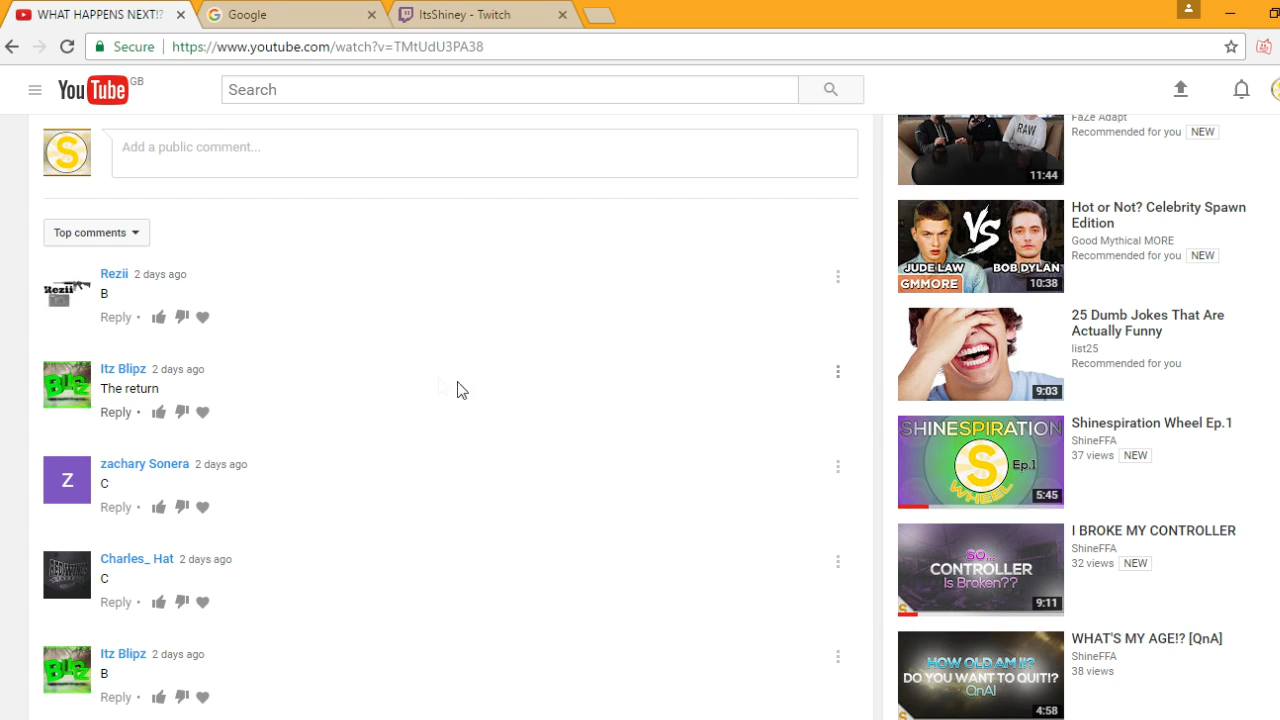 WHAT HAPPENS NEXT!?
Google
ItsShiney - Twitch
Secure
https://www.youtube.com/watch?v=TMtUdU3PA38
YouTube GB
Search
S
Add a public comment...
Top comments
Rezii 2 days ago
Rezii
B
Reply
Itz Blipz 2 days ago
BLIPZ
The return
Reply
zachary Sonera 2 days ago
Z
C
Reply
Charles_ Hat 2 days ago
C
Reply
Itz Blipz 2 days ago
BLIPZ
B
Reply
FaZe Adapt
Recommended for you NEW
RAW
11:44
Hot or Not? Celebrity Spawn
Edition
Good Mythical MORE
Recommended for you NEW
VS
JUDE LAW
BOB DYLAN
GMMORE
10:38
25 Dumb Jokes That Are
Actually Funny
list25
Recommended for you
9:03
Shinespiration Wheel Ep.1
ShineFFA
37 views NEW
SHINESPIRATION
S
Ep.1
WHEEL
5:45
I BROKE MY CONTROLLER
ShineFFA
32 views NEW
SO...
CONTROLLER
Is Broken??
9:11
WHAT'S MY AGE!? [QnA]
ShineFFA
38 views
HOW OLD AM I!?
DO YOU WANT TO QUIT!?
QnA!
4:58